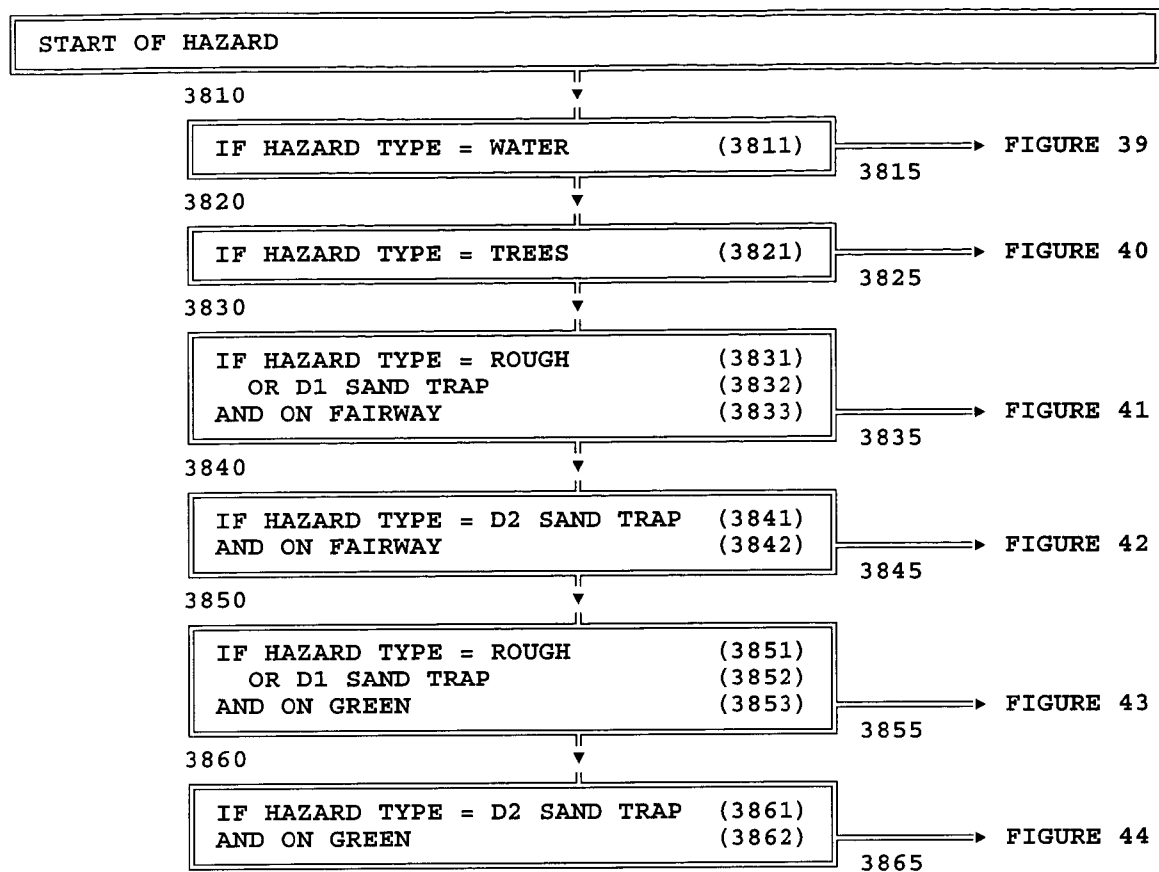 START OF HAZARD
3810
IF HAZARD TYPE = WATER (3811)
FIGURE 39
3815
3820
IF HAZARD TYPE = TREES (3821)
FIGURE 40
3825
3830
IF HAZARD TYPE = ROUGH (3831)
OR D1 SAND TRAP (3832)
AND ON FAIRWAY (3833)
FIGURE 41
3835
3840
IF HAZARD TYPE = D2 SAND TRAP (3841)
AND ON FAIRWAY (3842)
FIGURE 42
3845
3850
IF HAZARD TYPE = ROUGH (3851)
OR D1 SAND TRAP (3852)
AND ON GREEN (3853)
FIGURE 43
3855
3860
IF HAZARD TYPE = D2 SAND TRAP (3861)
AND ON GREEN (3862)
FIGURE 44
3865